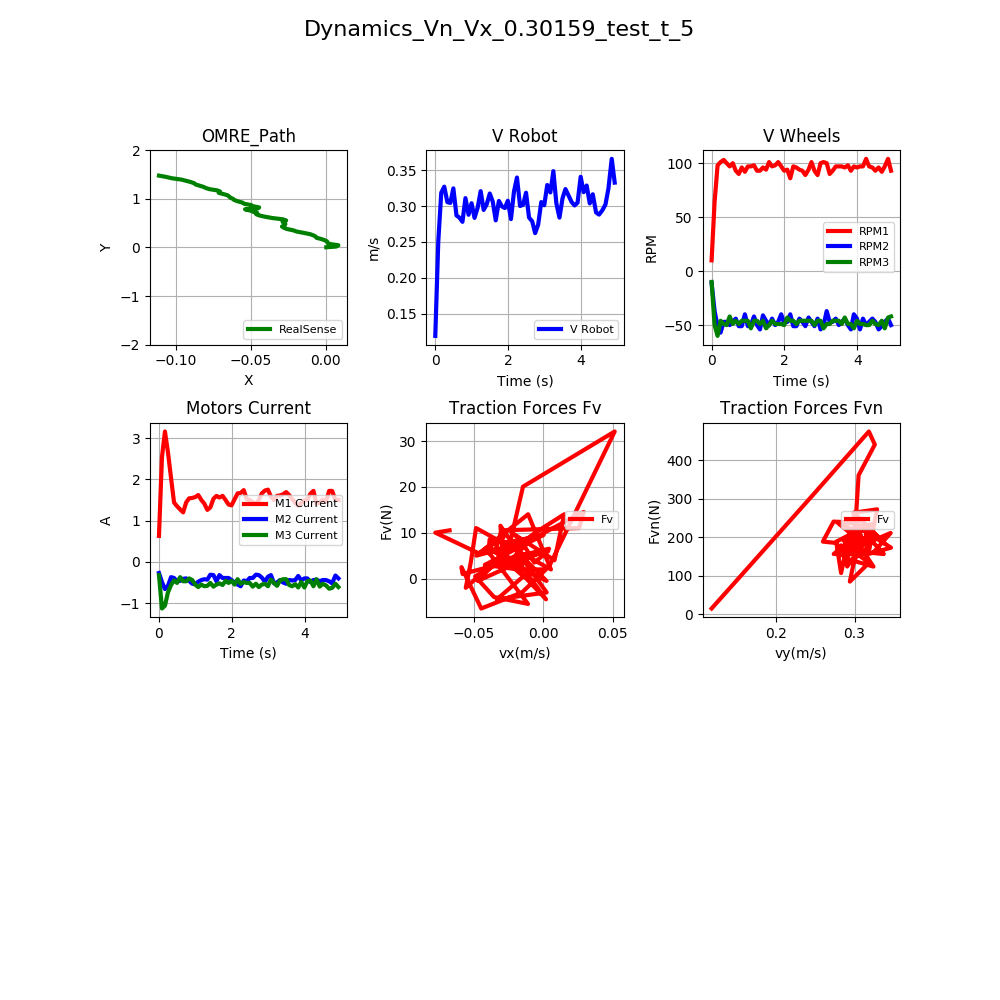 Dynamics_Vn_Vx_0.30159_test_t_5
OMRE_Path
2
1
0
−1
−2
Y
−0.10
−0.05
0.00
X
RealSense
V Robot
0.35
0.30
0.25
0.20
0.15
m/s
0
2
4
Time (s)
V Robot
V Wheels
100
50
0
−50
RPM
0
2
4
Time (s)
RPM1
RPM2
RPM3
Motors Current
3
2
1
0
−1
A
0
2
4
Time (s)
M1 Current
M2 Current
M3 Current
Traction Forces Fv
30
20
10
0
Fv(N)
−0.05
0.00
0.05
vx(m/s)
Fv
Traction Forces Fvn
400
300
200
100
0
Fvn(N)
0.2
0.3
vy(m/s)
Fv